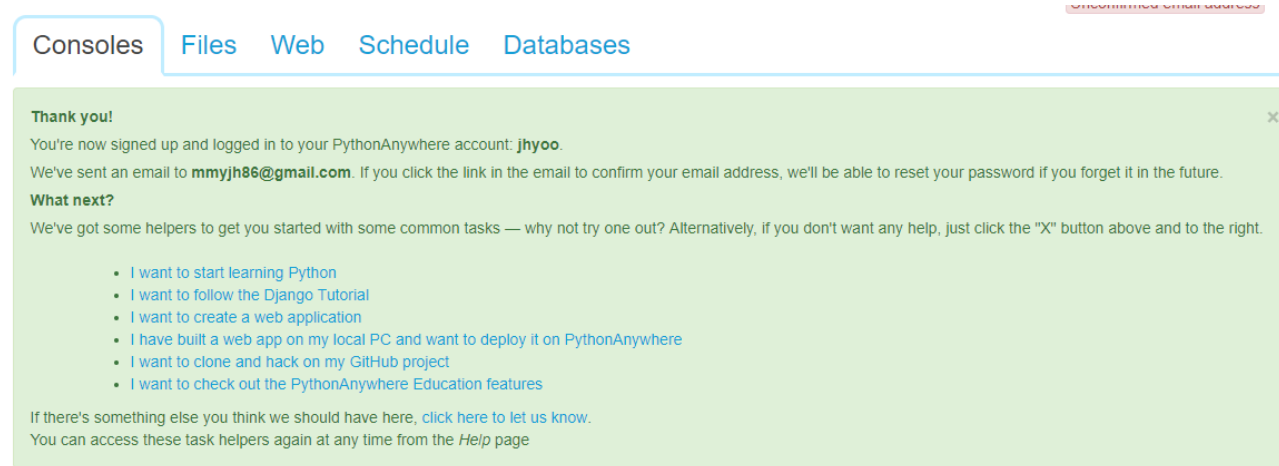 Unconfirmed email address
Consoles Files Web Schedule Databases
Thank you!
You're now signed up and logged in to your PythonAnywhere account: jhyoo.
We've sent an email to mmyjh86@gmail.com. If you click the link in the email to confirm your email address, we'll be able to reset your password if you forget it in the future.
What next?
We've got some helpers to get you started with some common tasks — why not try one out? Alternatively, if you don't want any help, just click the "X" button above and to the right.
• I want to start learning Python
• I want to follow the Django Tutorial
• I want to create a web application
• I have built a web app on my local PC and want to deploy it on PythonAnywhere
• I want to clone and hack on my GitHub project
• I want to check out the PythonAnywhere Education features
If there's something else you think we should have here, click here to let us know.
You can access these task helpers again at any time from the Help page